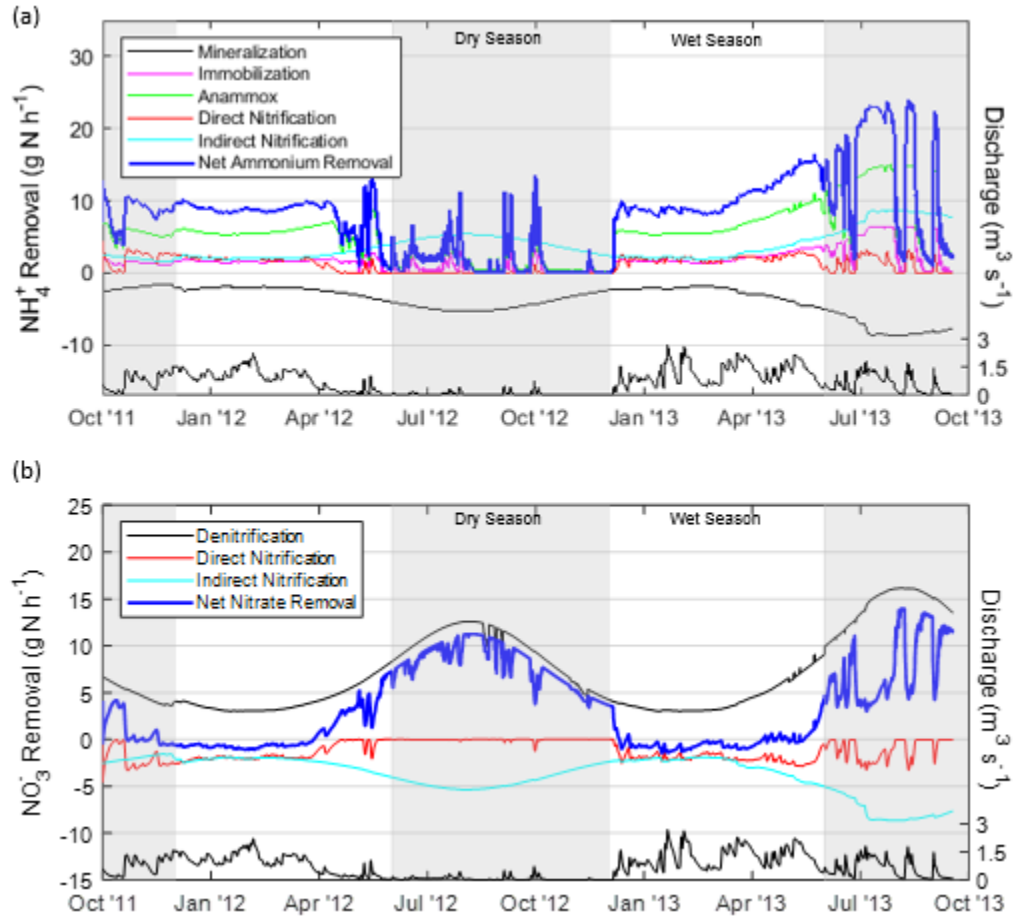 (a)
Dry Season
Wet Season
Mineralization
Immobilization
Anammox
Direct Nitrification
Indirect Nitrification
Net Ammonium Removal
30
20
10
0
-10
NH₄⁺ Removal (g N h⁻¹)
Discharge (m³ s⁻¹)
3
1.5
0
Oct '11 Jan '12 Apr '12 Jul '12 Oct '12 Jan '13 Apr '13 Jul '13 Oct '13
(b)
Dry Season
Wet Season
Denitrification
Direct Nitrification
Indirect Nitrification
Net Nitrate Removal
25
20
15
10
5
0
-5
-10
-15
NO₃⁻ Removal (g N h⁻¹)
Discharge (m³ s⁻¹)
3
1.5
0
Oct '11 Jan '12 Apr '12 Jul '12 Oct '12 Jan '13 Apr '13 Jul '13 Oct '13